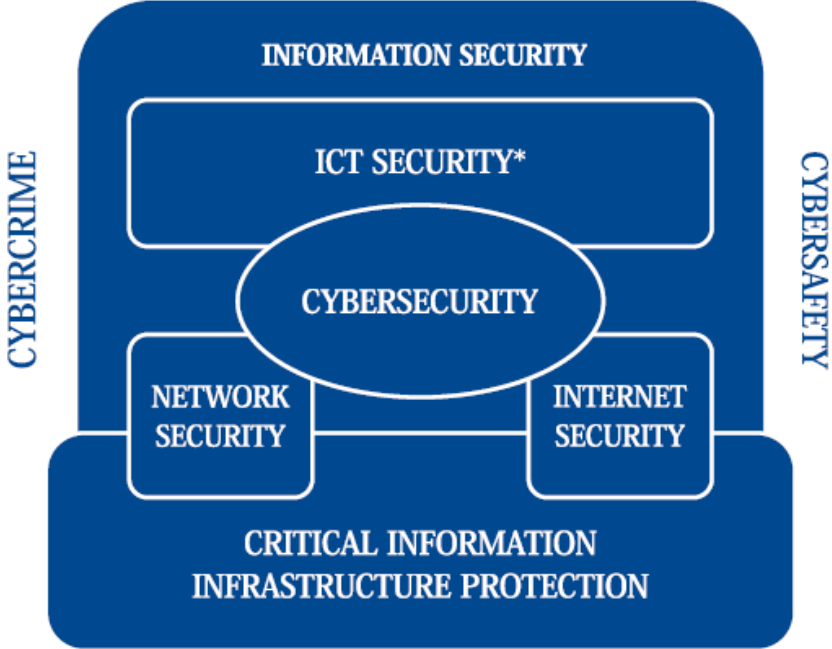 INFORMATION SECURITY
ICT SECURITY*
CYBERCRIME
CYBERSECURITY
CYBERSAFETY
NETWORK
SECURITY
INTERNET
SECURITY
CRITICAL INFORMATION
INFRASTRUCTURE PROTECTION